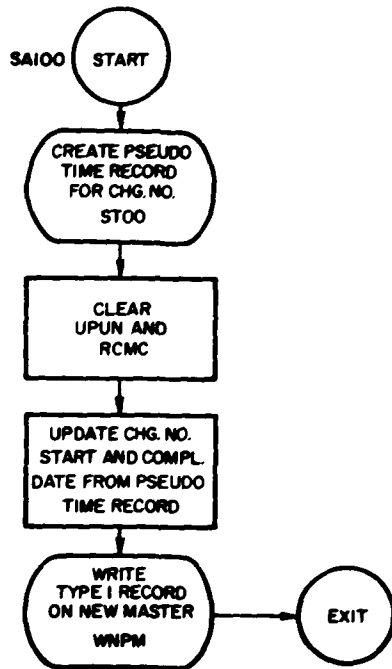 SA100 START
CREATE PSEUDO
TIME RECORD
FOR CHG. NO.
ST00
CLEAR
UPUN AND
RCMC
UPDATE CHG. NO.
START AND COMPL.
DATE FROM PSEUDO
TIME RECORD
WRITE
TYPE I RECORD
ON NEW MASTER
WNPM
EXIT